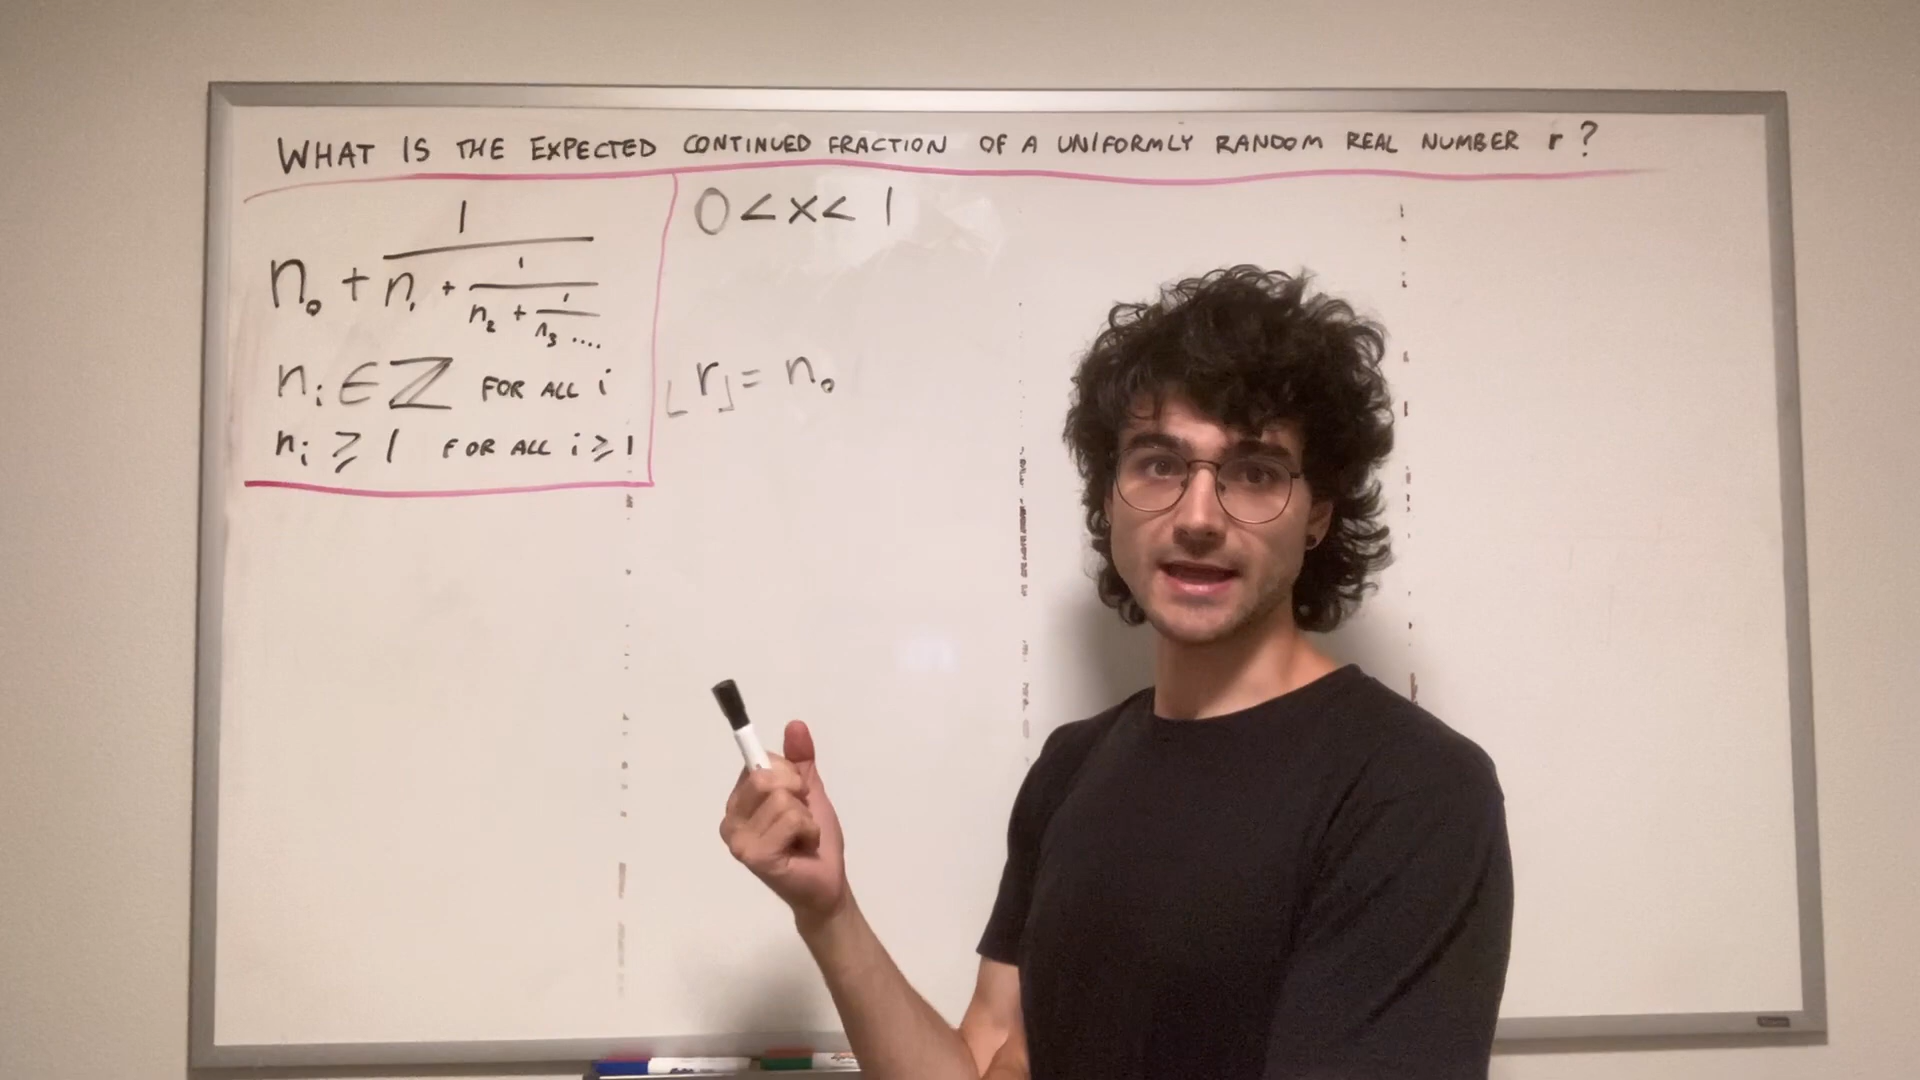 WHAT IS THE EXPECTED CONTINUED FRACTION OF A UNIFORMLY RANDOM REAL NUMBER r?
1
n₀ + n₁ +
1
n₂ +
1
n₃ ....
nᵢ ∈ ℤ FOR ALL i
nᵢ ≥ 1 FOR ALL i ≥ 1
0 < x < 1
⌊r⌋ = n₀